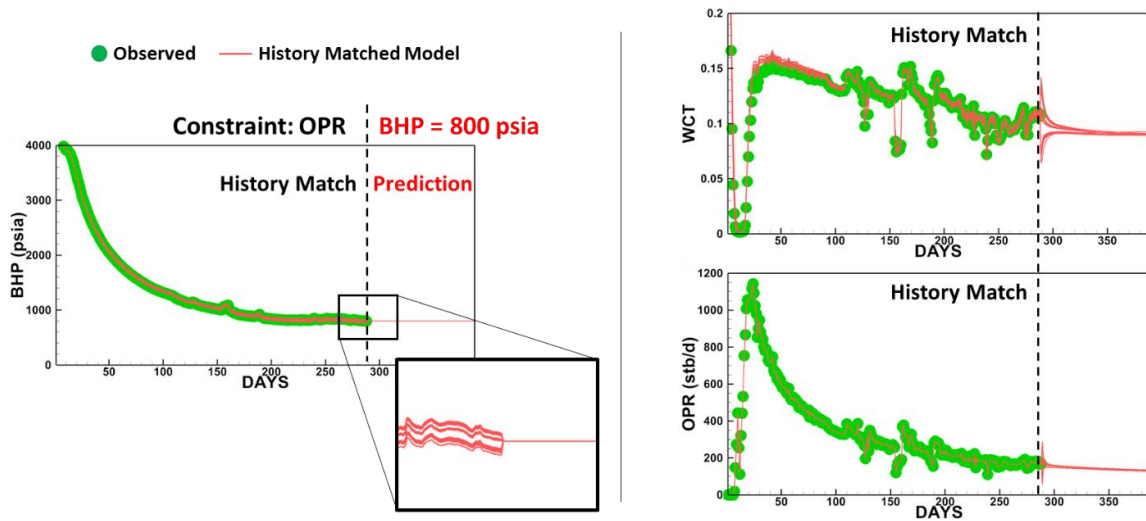 Observed
History Matched Model
Constraint: OPR
BHP = 800 psia
History Match
Prediction
BHP (psia)
4000
3000
2000
1000
0
50
100
150
200
250
300
DAYS
History Match
WCT
0.2
0.15
0.1
0.05
0
50
100
150
200
250
300
350
DAYS
History Match
OPR (stb/d)
1200
1000
800
600
400
200
0
50
100
150
200
250
300
350
DAYS